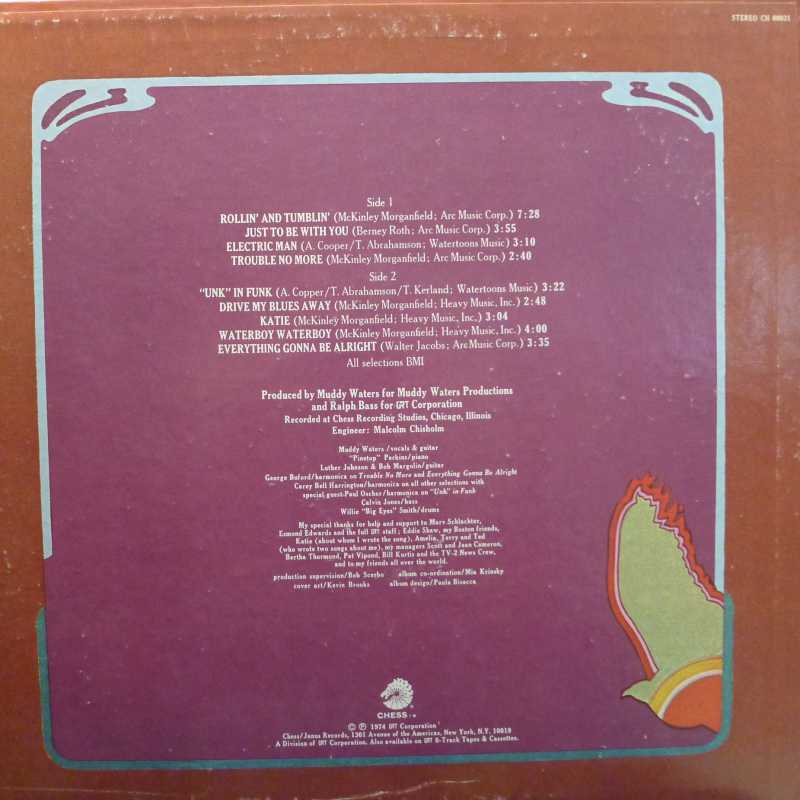 STEREO CH 60031
Side 1
ROLLIN' AND TUMBLIN' (McKinley Morganfield; Arc Music Corp.) 7:28
JUST TO BE WITH YOU (Berney Roth; Arc Music Corp.) 3:55
ELECTRIC MAN (A. Cooper/T. Abrahamson; Watertoons Music) 3:10
TROUBLE NO MORE (McKinley Morganfield; Arc Music Corp.) 2:40
Side 2
"UNK" IN FUNK (A. Copper/T. Abrahamson/T. Kerland; Watertoons Music) 3:22
DRIVE MY BLUES AWAY (McKinley Morganfield; Heavy Music, Inc.) 2:48
KATIE (McKinley Morganfield; Heavy Music, Inc.) 3:04
WATERBOY WATERBOY (McKinley Morganfield; Heavy Music, Inc.) 4:00
EVERYTHING GONNA BE ALRIGHT (Walter Jacobs; Arc Music Corp.) 3:35
All selections BMI
Produced by Muddy Waters for Muddy Waters Productions
and Ralph Bass for GRT Corporation
Recorded at Chess Recording Studios, Chicago, Illinois
Engineer: Malcolm Chisholm
Muddy Waters/vocals & guitar
"Pinetop" Perkins/piano
Luther Johnson & Bob Margolin/guitar
George Buford/harmonica on Trouble No More and Everything Gonna Be Alright
Carey Bell Harrington/harmonica on all other selections with
special guest-Paul Oscher/harmonica on "Unk" in Funk
Calvin Jones/bass
Willie "Big Eyes" Smith/drums
My special thanks for help and support to Marv Schlachter,
Esmond Edwards and the full GRT staff; Eddie Shaw, my Boston friends,
Katie (about whom I wrote the song), Amelia, Terry and Ted
(who wrote two songs about me), my managers Scott and Joan Cameron,
Bertha Thurmond, Pat Vipond, Bill Kurtis and the TV-2 News Crew,
and to my friends all over the world.
production supervision/Bob Scerbo album co-ordination/Mia Krinsky
cover art/Kevin Brooks album design/Paula Bisacca
CHESS
© ℗ 1974 GRT Corporation
Chess/Janus Records, 1301 Avenue of the Americas, New York, N.Y. 10019
A Division of GRT Corporation. Also available on GRT 8-Track Tapes & Cassettes.